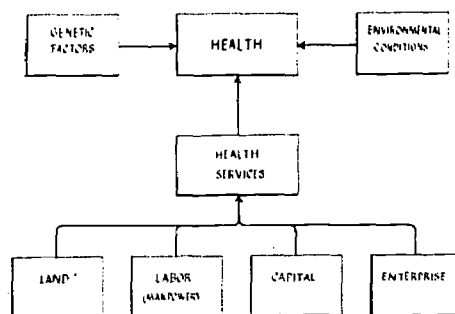 GENETIC
FACTORS
HEALTH
ENVIRONMENTAL
CONDITIONS
HEALTH
SERVICES
LAND
LABOR
(MANPOWER)
CAPITAL
ENTERPRISE